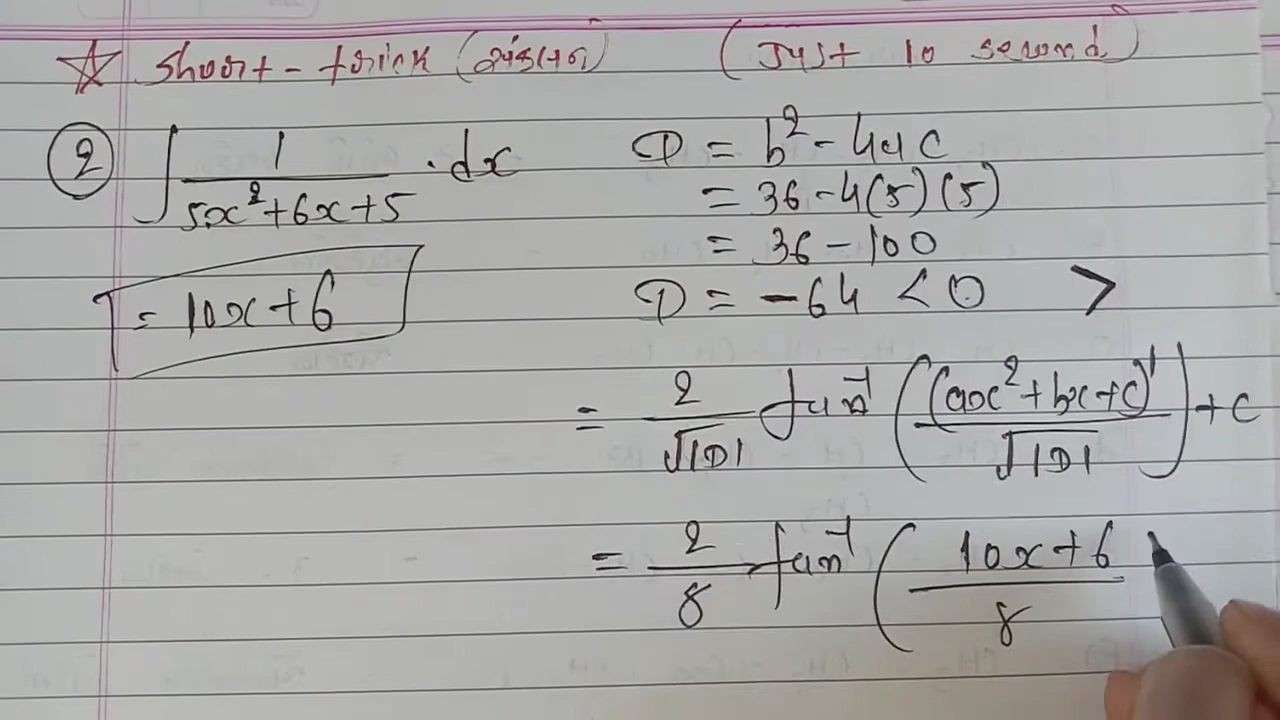 ☆ Short-trick ( (Just 10 second)
② ∫ 1/(5x²+6x+5) .dx
= 10x+6
D = b²-4ac
= 36-4(5)(5)
= 36-100
D = -64 < 0 >
= 2/√|D| tan⁻¹((ax²+bx+c)'/√|D|)+c
= 2/8 tan⁻¹(10x+6/8